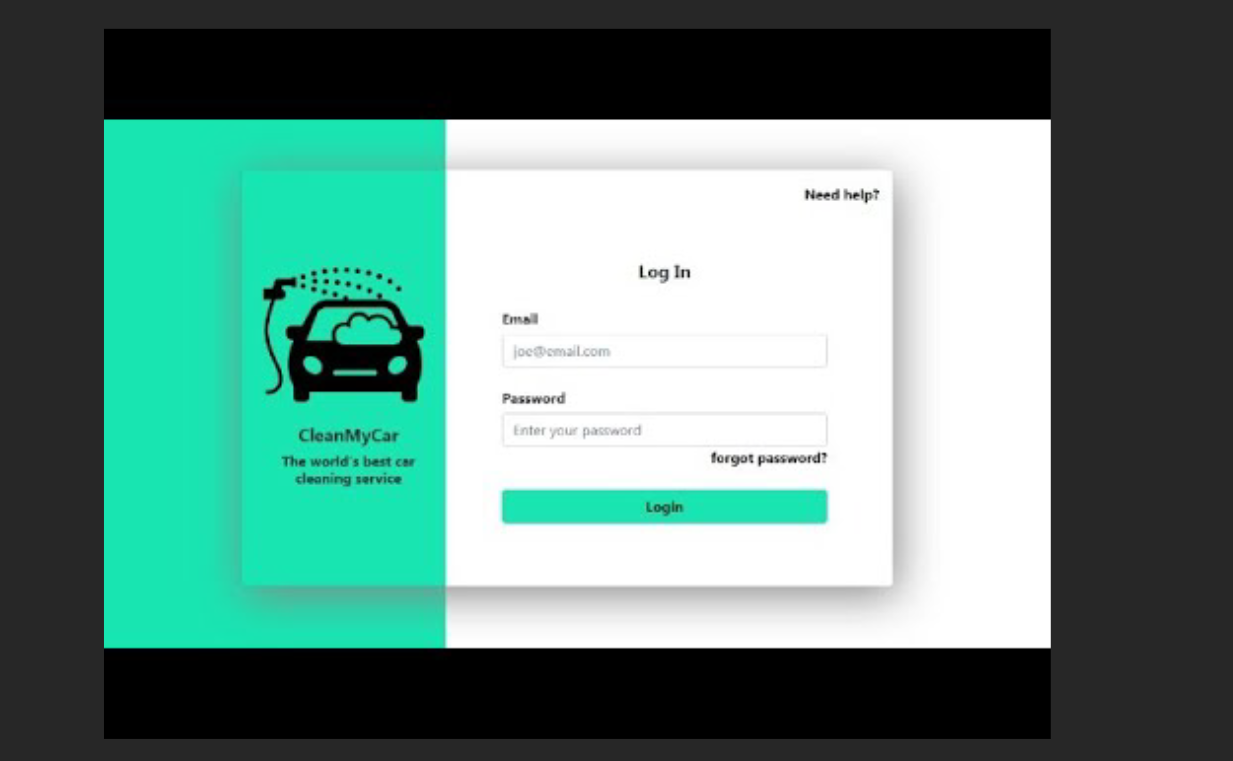 Need help?
Log In
Email
joe@email.com
Password
Enter your password
forgot password?
Login
CleanMyCar
The world's best car
cleaning service